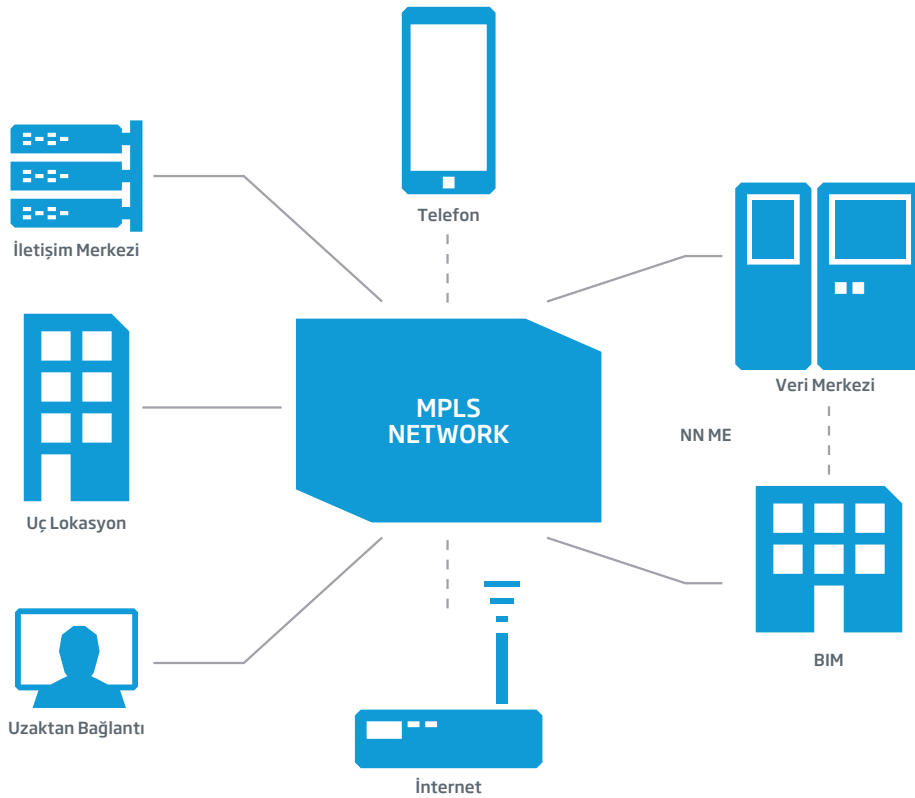 Telefon
İletişim Merkezi
MPLS
NETWORK
Veri Merkezi
NN ME
Uç Lokasyon
BIM
Uzaktan Bağlantı
İnternet